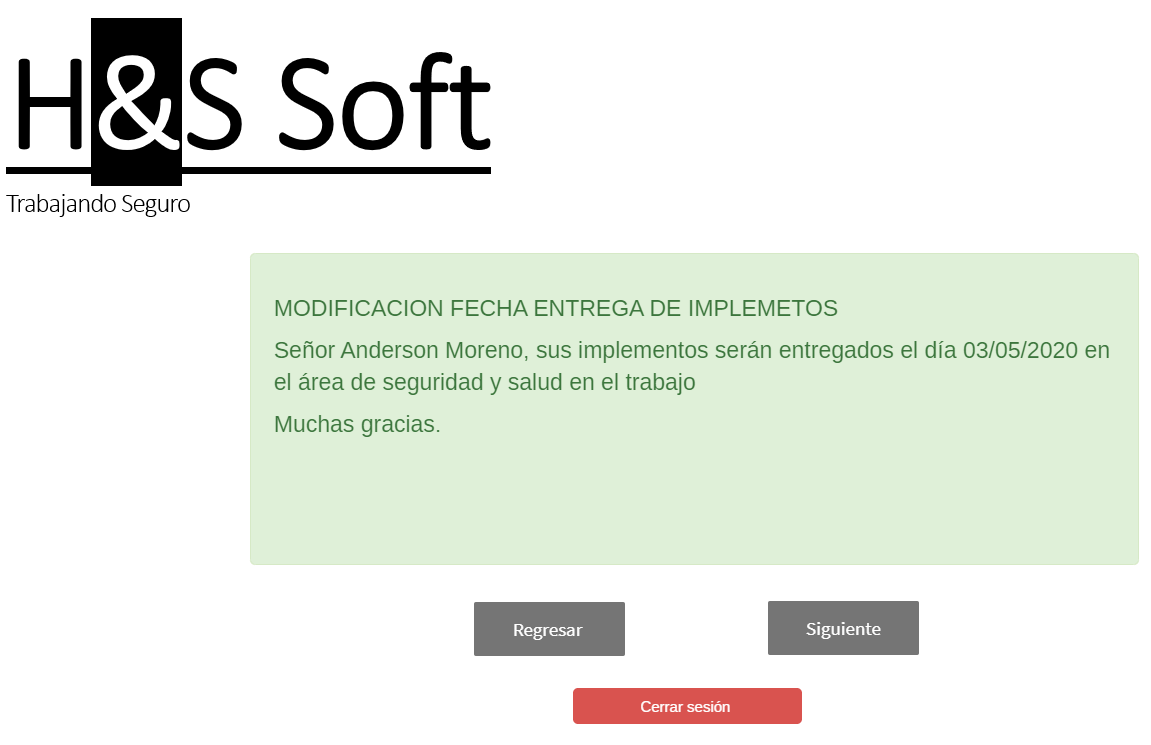 H&S Soft
Trabajando Seguro
MODIFICACION FECHA ENTREGA DE IMPLEMETOS
Señor Anderson Moreno, sus implementos serán entregados el día 03/05/2020 en
el área de seguridad y salud en el trabajo
Muchas gracias.
Regresar
Siguiente
Cerrar sesión